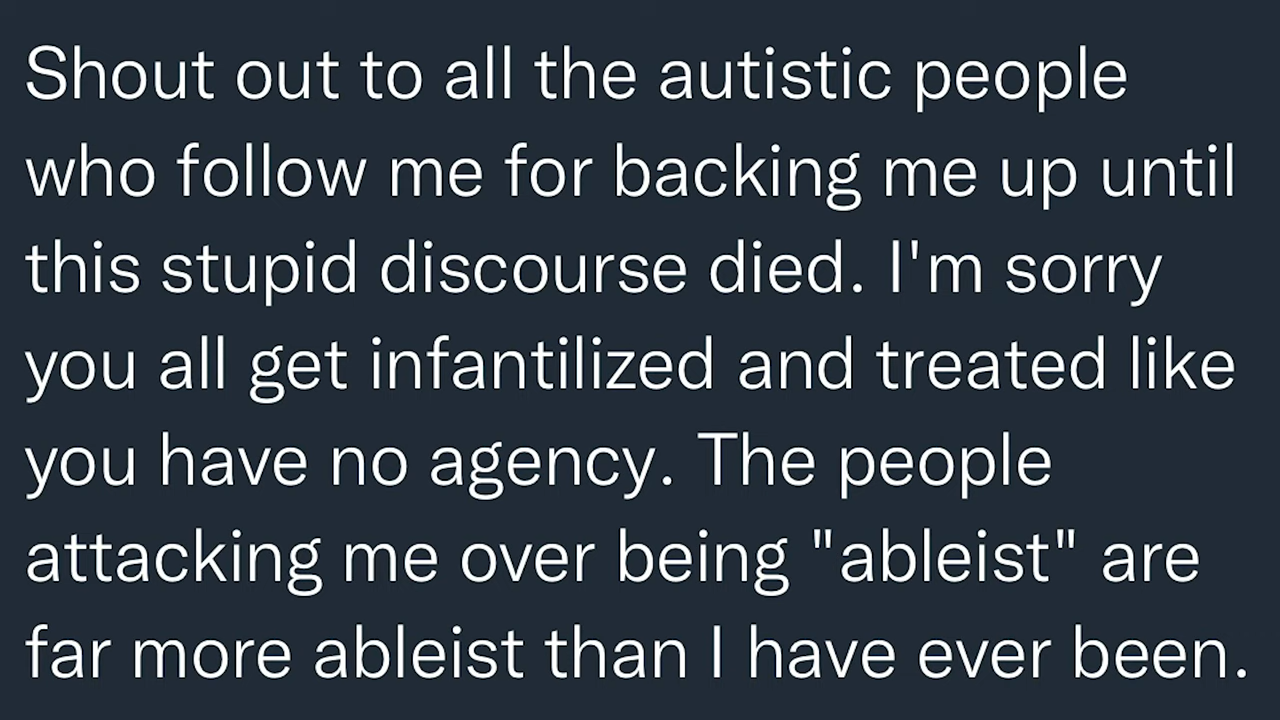 Shout out to all the autistic people
who follow me for backing me up until
this stupid discourse died. I'm sorry
you all get infantilized and treated like
you have no agency. The people
attacking me over being "ableist" are
far more ableist than I have ever been.